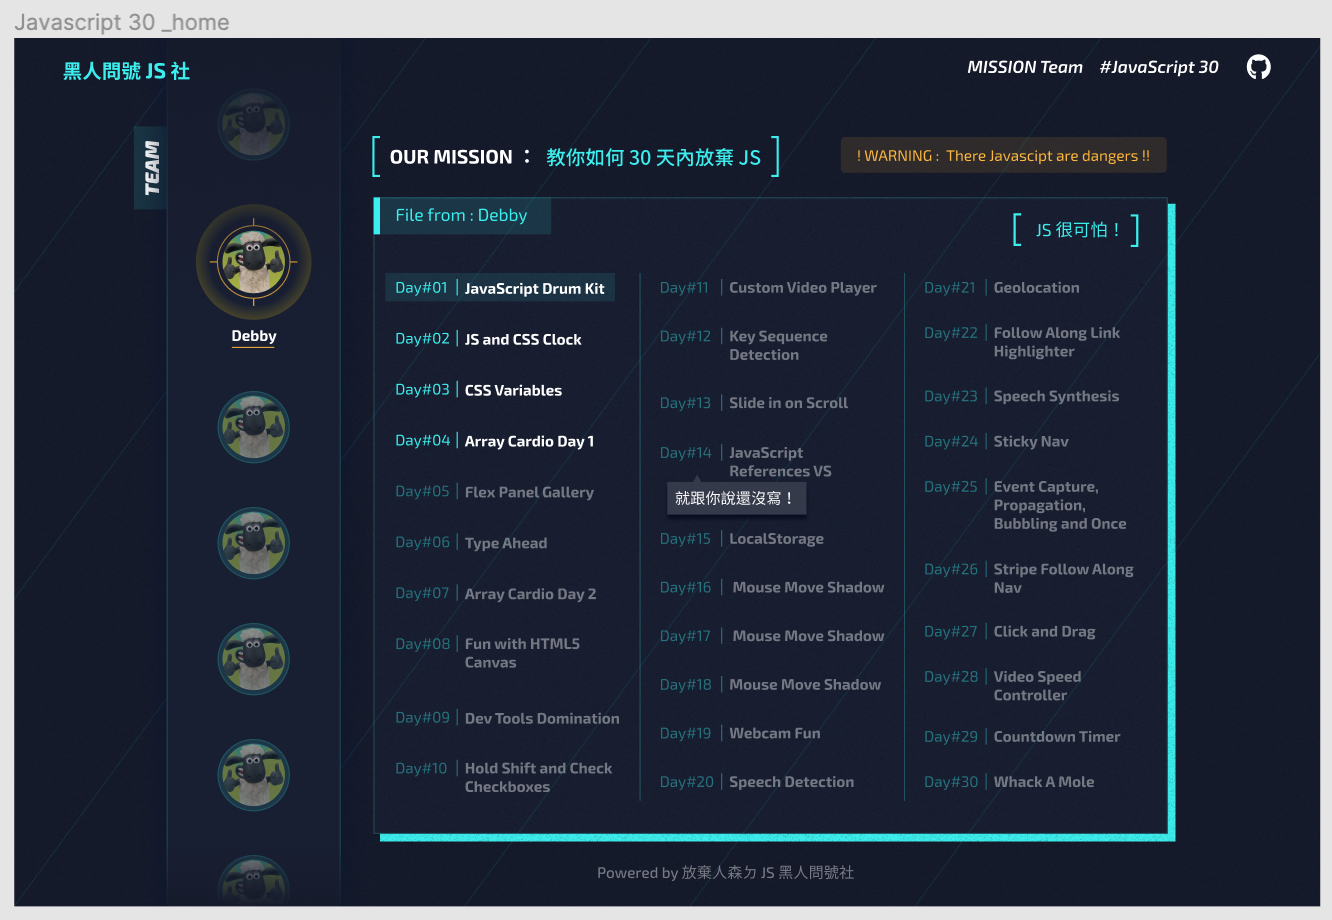 Javascript 30 _home
黑人問號 JS 社
MISSION Team
#JavaScript 30
TEAM
OUR MISSION ： 教你如何 30 天內放棄 JS
! WARNING : There Javascipt are dangers !!
File from : Debby
JS 很可怕！
Debby
Day#01 | JavaScript Drum Kit
Day#02 | JS and CSS Clock
Day#03 | CSS Variables
Day#04 | Array Cardio Day 1
Day#05 | Flex Panel Gallery
Day#06 | Type Ahead
Day#07 | Array Cardio Day 2
Day#08 | Fun with HTML5
Canvas
Day#09 | Dev Tools Domination
Day#10 | Hold Shift and Check
Checkboxes
Day#11 | Custom Video Player
Day#12 | Key Sequence
Detection
Day#13 | Slide in on Scroll
Day#14 | JavaScript
References VS
就跟你說還沒寫！
Day#15 | LocalStorage
Day#16 | Mouse Move Shadow
Day#17 | Mouse Move Shadow
Day#18 | Mouse Move Shadow
Day#19 | Webcam Fun
Day#20 | Speech Detection
Day#21 | Geolocation
Day#22 | Follow Along Link
Highlighter
Day#23 | Speech Synthesis
Day#24 | Sticky Nav
Day#25 | Event Capture,
Propagation,
Bubbling and Once
Day#26 | Stripe Follow Along
Nav
Day#27 | Click and Drag
Day#28 | Video Speed
Controller
Day#29 | Countdown Timer
Day#30 | Whack A Mole
Powered by 放棄人森ㄉ JS 黑人問號社